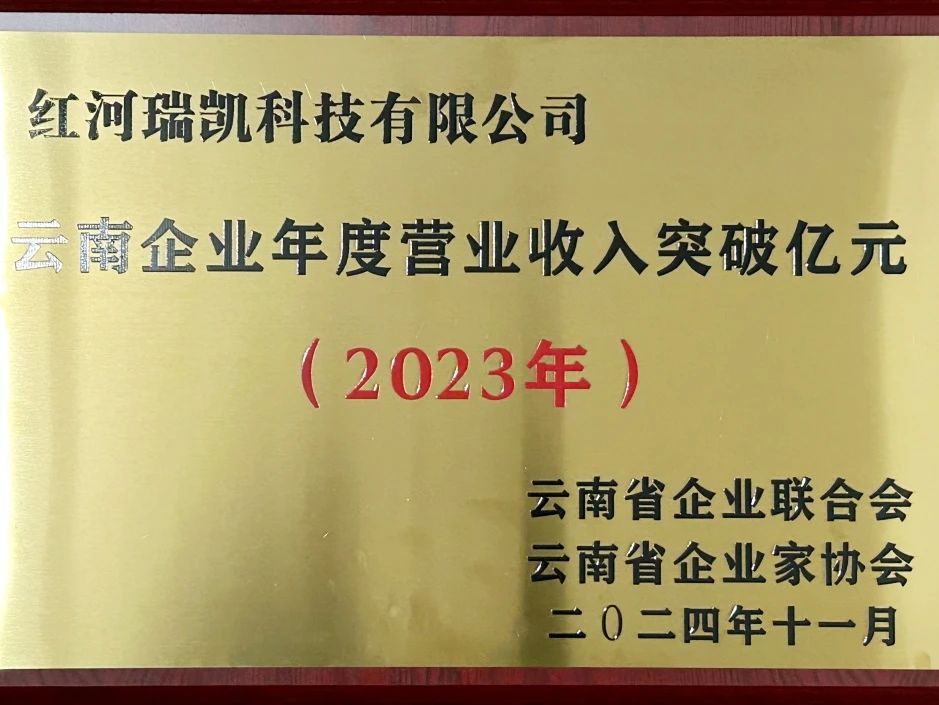 红河瑞凯科技有限公司
云南企业年度营业收入突破亿元
（2023年）
云南省企业联合会
云南省企业家协会
二〇二四年十一月